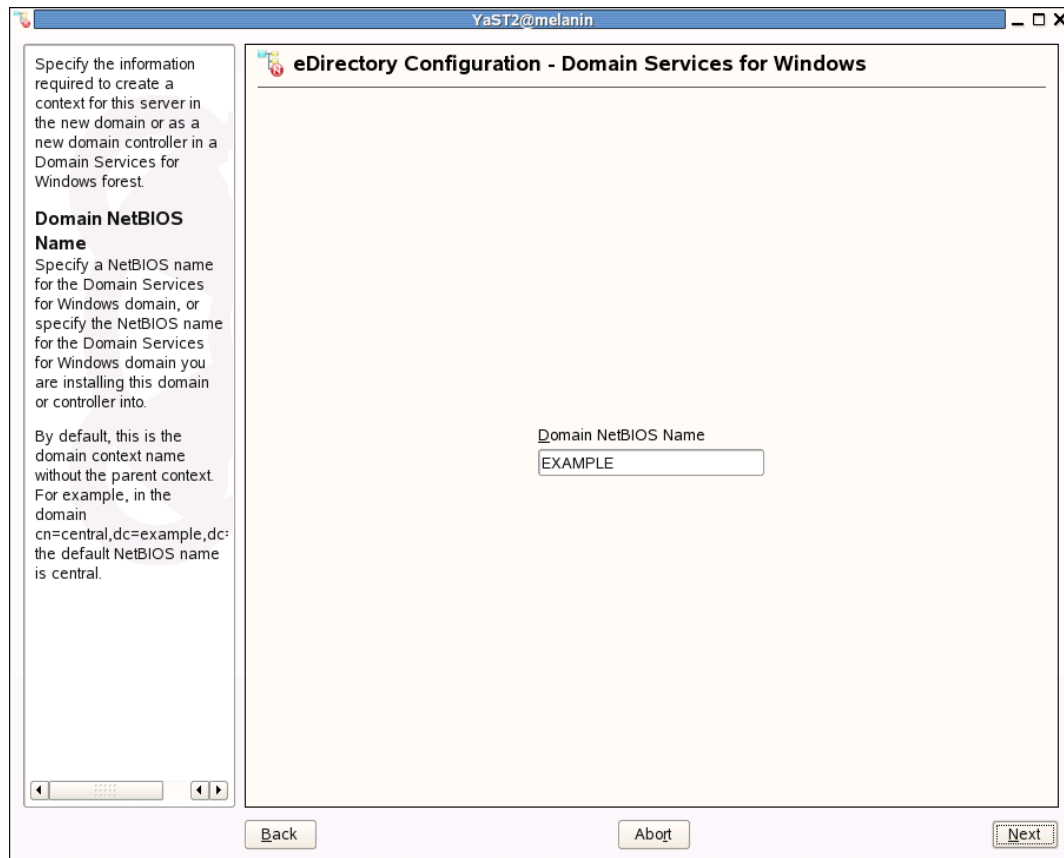 YaST2@melanin
Specify the information
required to create a
context for this server in
the new domain or as a
new domain controller in a
Domain Services for
Windows forest.
Domain NetBIOS
Name
Specify a NetBIOS name
for the Domain Services
for Windows domain, or
specify the NetBIOS name
for the Domain Services
for Windows domain you
are installing this domain
or controller into.
By default, this is the
domain context name
without the parent context.
For example, in the
domain
cn=central,dc=example,dc=
the default NetBIOS name
is central.
eDirectory Configuration - Domain Services for Windows
Domain NetBIOS Name
EXAMPLE
Back
Abort
Next